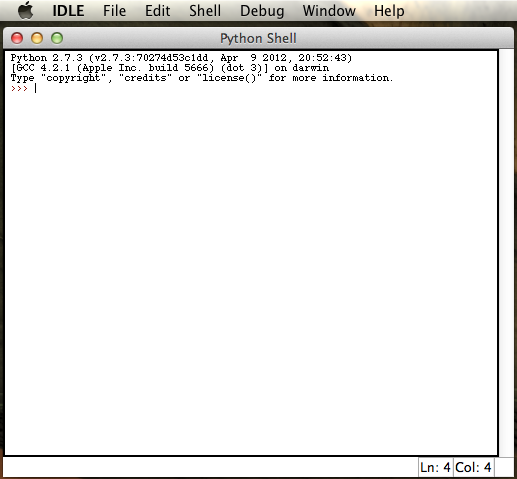 IDLE File Edit Shell Debug Window Help
Python Shell
Python 2.7.3 (v2.7.3:70274d53c1dd, Apr  9 2012, 20:52:43)
[GCC 4.2.1 (Apple Inc. build 5666) (dot 3)] on darwin
Type "copyright", "credits" or "license()" for more information.
>>>
Ln: 4 Col: 4